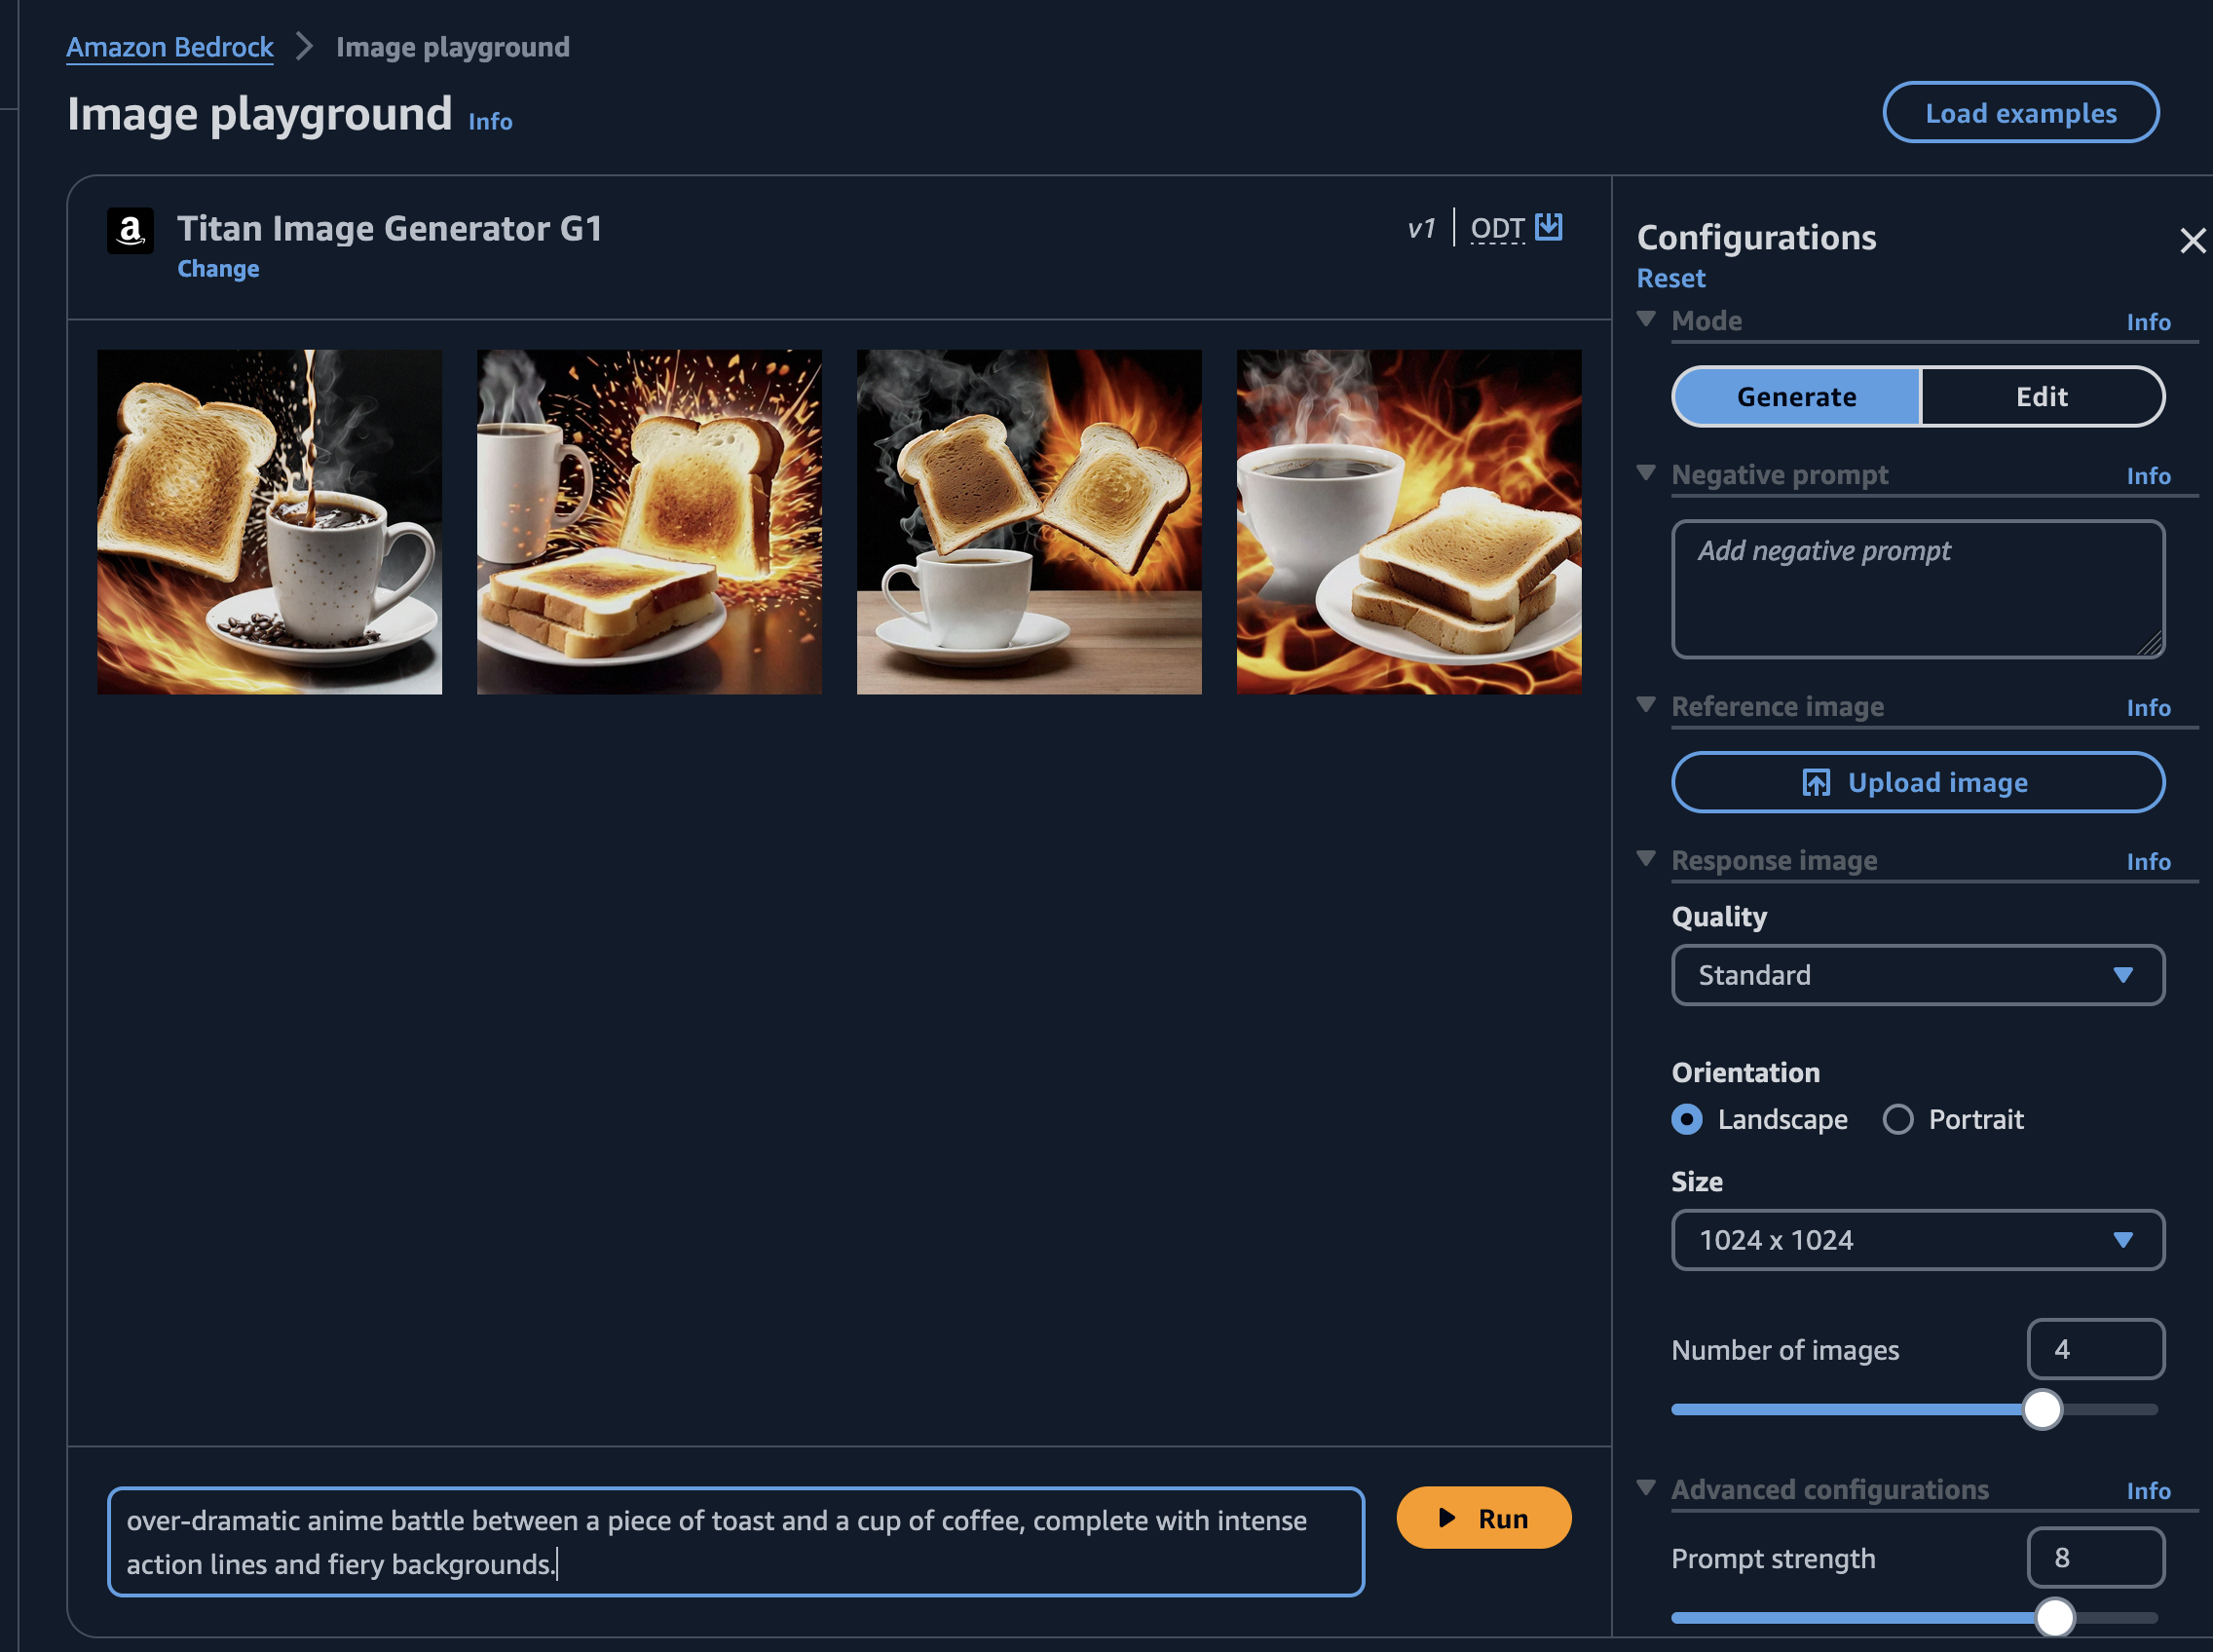 Amazon Bedrock > Image playground
Image playground Info
Load examples
a Titan Image Generator G1
Change
v1 | ODT
Configurations
Reset
Mode Info
Generate Edit
Negative prompt Info
Add negative prompt
Reference image Info
Upload image
Response image Info
Quality
Standard
Orientation
Landscape Portrait
Size
1024 x 1024
Number of images 4
Advanced configurations Info
Prompt strength 8
over-dramatic anime battle between a piece of toast and a cup of coffee, complete with intense
action lines and fiery backgrounds.
Run